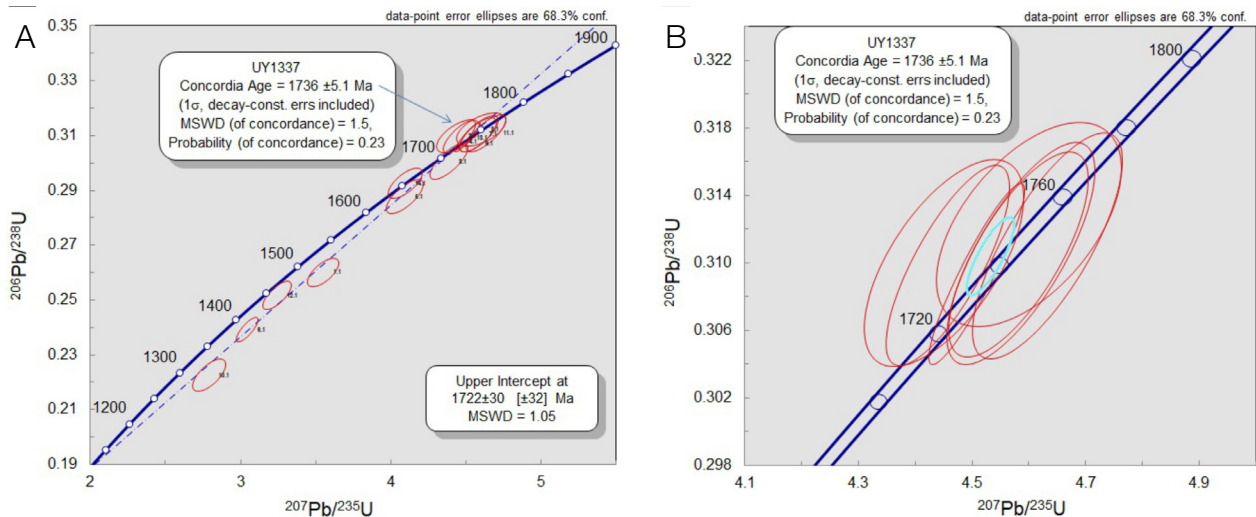 data-point error ellipses are 68.3% conf.
A
0.35
0.33
0.31
0.29
0.27
0.25
0.23
0.21
0.19
206Pb/238U
UY1337
Concordia Age = 1736 ±5.1 Ma
(1σ, decay-const. errs included)
MSWD (of concordance) = 1.5,
Probability (of concordance) = 0.23
1900
1800
1700
1600
1500
1400
1300
1200
11.1
1.1
12.1
Upper Intercept at
1722±30 [±32] Ma
MSWD = 1.05
2
3
4
5
207Pb/235U
data-point error ellipses are 68.3% conf.
B
0.322
0.318
0.314
0.310
0.306
0.302
0.298
206Pb/238U
UY1337
Concordia Age = 1736 ±5.1 Ma
(1σ, decay-const. errs included)
MSWD (of concordance) = 1.5,
Probability (of concordance) = 0.23
1800
1760
1720
4.1
4.3
4.5
4.7
4.9
207Pb/235U